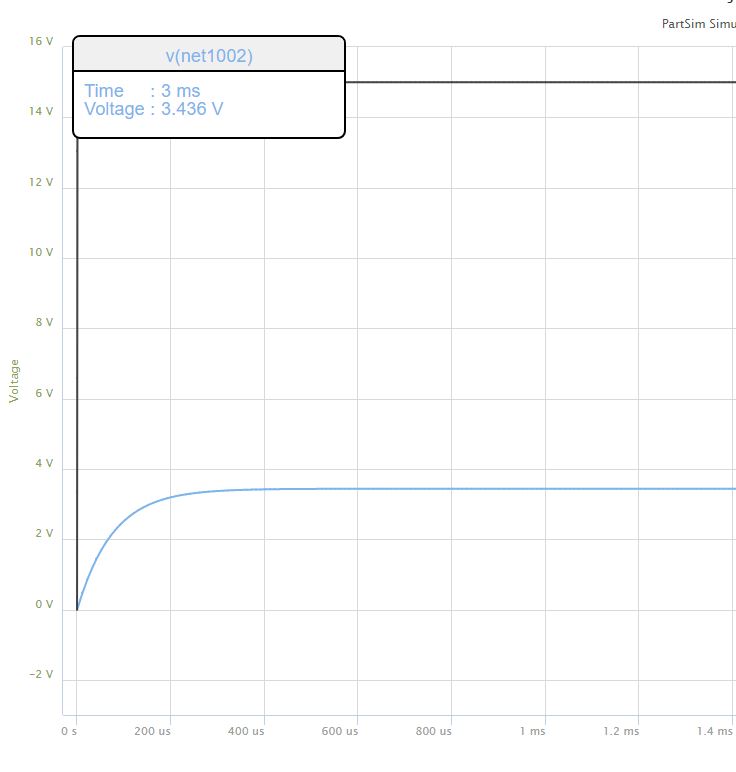 PartSim Simu
16 V
v(net1002)
Time : 3 ms
Voltage : 3.436 V
14 V
12 V
10 V
8 V
6 V
Voltage
4 V
2 V
0 V
-2 V
0 s 200 us 400 us 600 us 800 us 1 ms 1.2 ms 1.4 ms